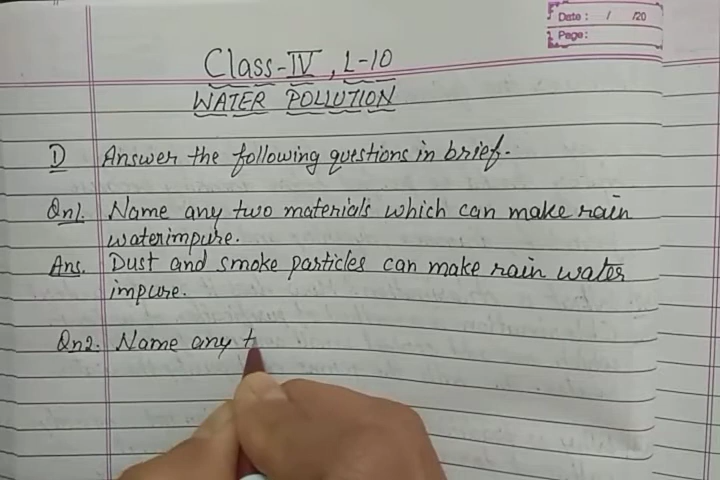 Date: / /20
Page:
Class-IV, L-10
WATER POLLUTION
D Answer the following questions in brief.
Qn1. Name any two materials which can make rain
waterimpure.
Ans. Dust and smoke particles can make rain water
impure.
Qn2. Name any t